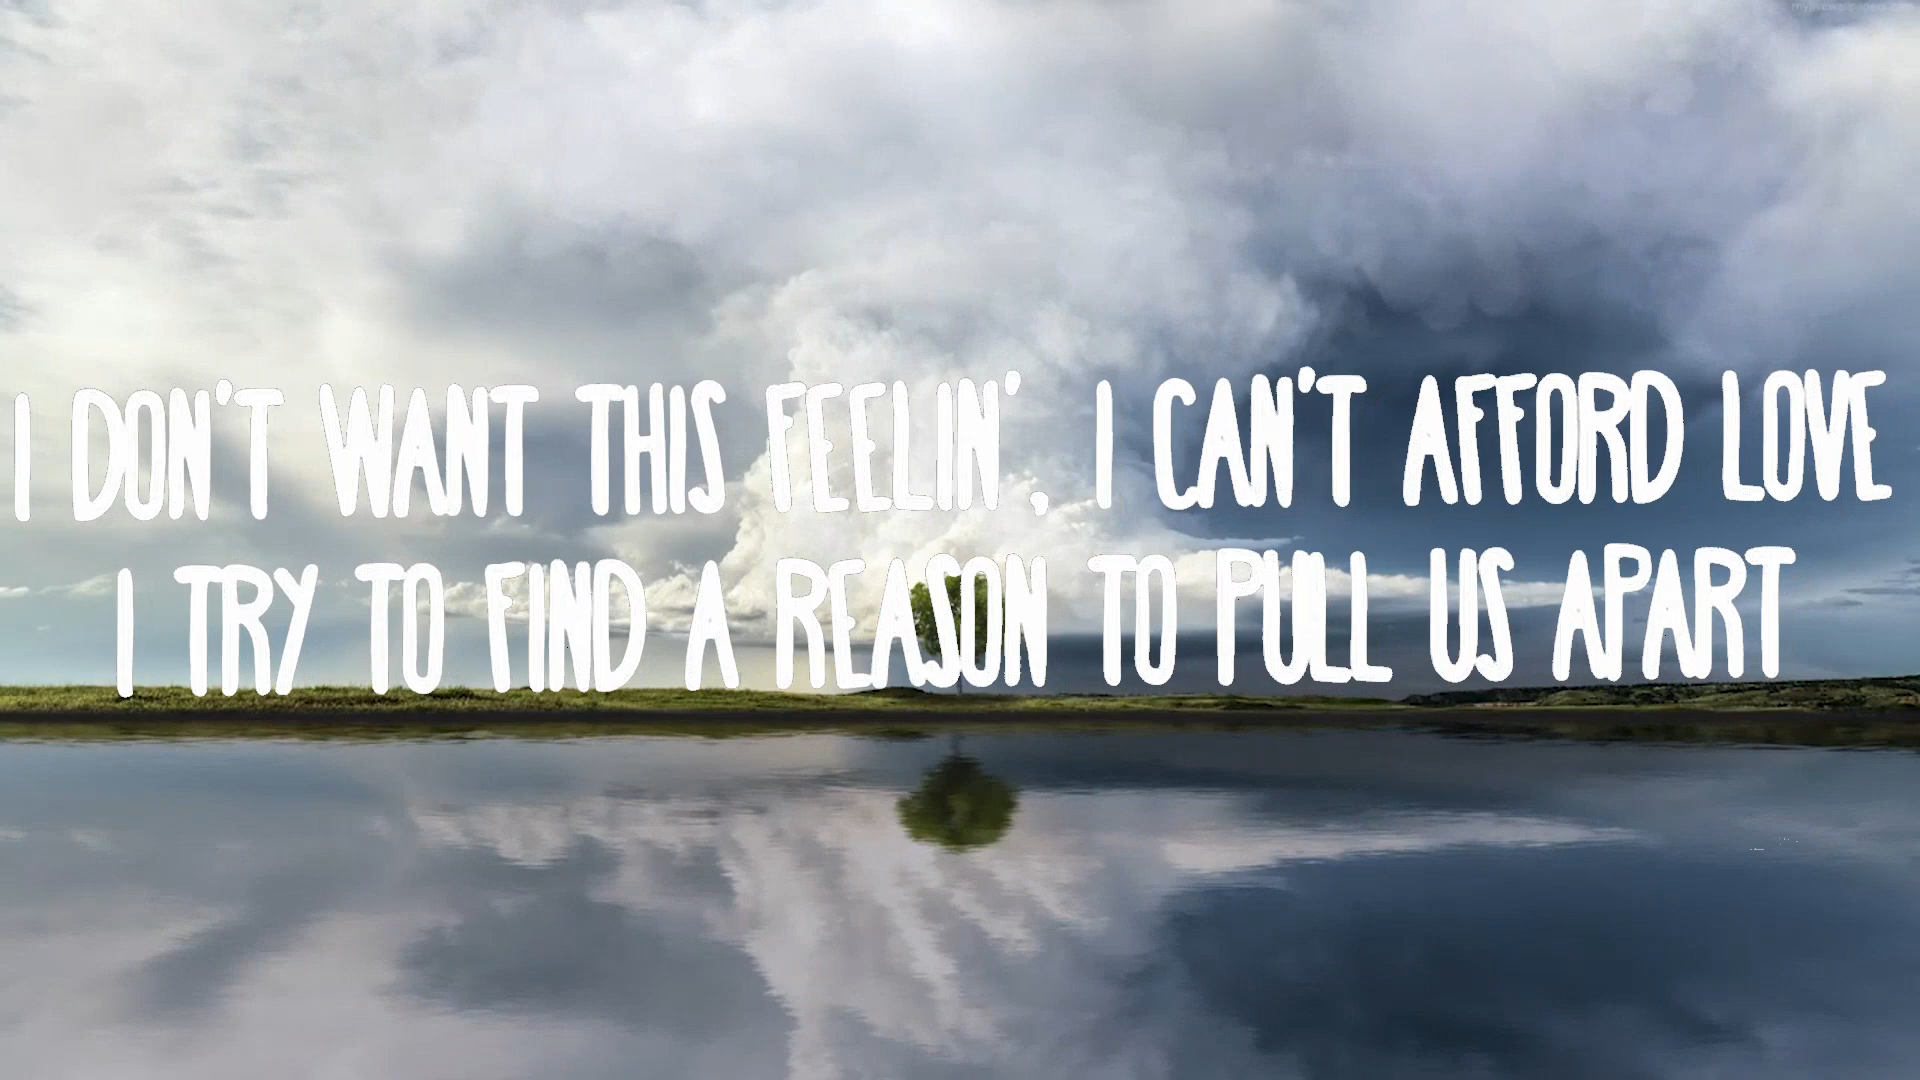 I DON'T WANT THIS FEELIN', I CAN'T AFFORD LOVE
I TRY TO FIND A REASON TO PULL US APART